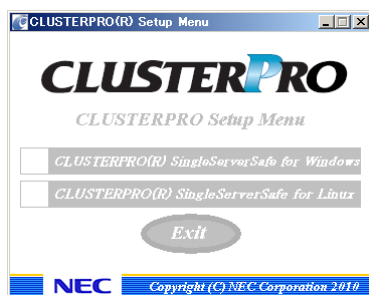 CLUSTERPRO(R) Setup Menu
CLUSTERPRO
CLUSTERPRO Setup Menu
CLUSTERPRO(R) SingleServerSafe for Windows
CLUSTERPRO(R) SingleServerSafe for Linux
Exit
NEC Copyright (C) NEC Corporation 2010